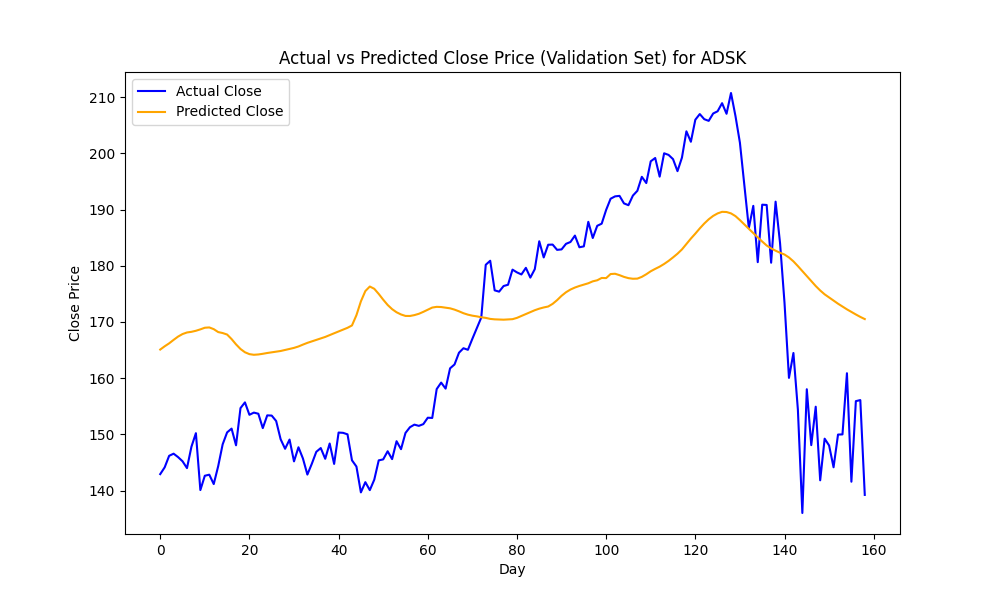 Actual vs Predicted Close Price (Validation Set) for ADSK
Actual Close
Predicted Close
Close Price
210
200
190
180
170
160
150
140
0 20 40 60 80 100 120 140 160
Day